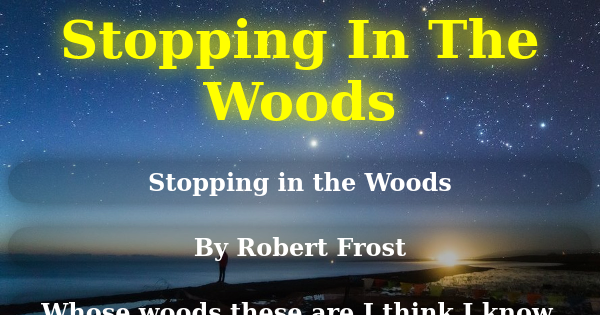 Stopping In The
Woods
Stopping in the Woods
By Robert Frost
Whose woods these are I think I know